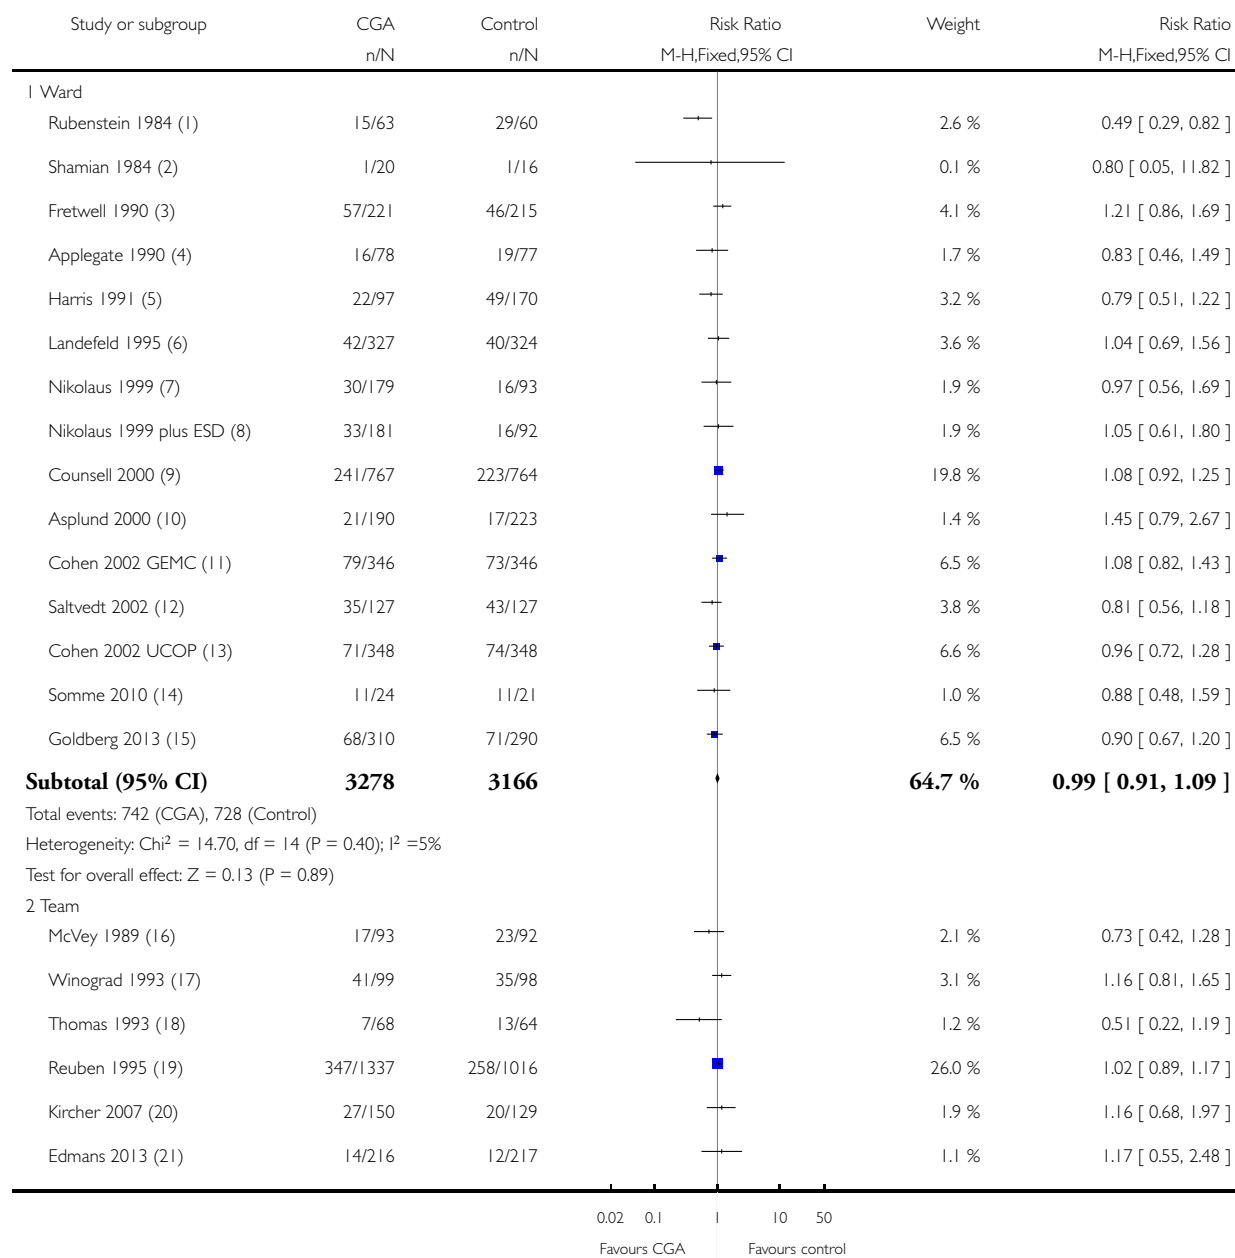 Study or subgroup CGA Control Risk Ratio Weight Risk Ratio
n/N n/N M-H,Fixed,95% CI M-H,Fixed,95% CI
1 Ward
Rubenstein 1984 (1) 15/63 29/60 2.6 % 0.49 [ 0.29, 0.82 ]
Shamian 1984 (2) 1/20 1/16 0.1 % 0.80 [ 0.05, 11.82 ]
Fretwell 1990 (3) 57/221 46/215 4.1 % 1.21 [ 0.86, 1.69 ]
Applegate 1990 (4) 16/78 19/77 1.7 % 0.83 [ 0.46, 1.49 ]
Harris 1991 (5) 22/97 49/170 3.2 % 0.79 [ 0.51, 1.22 ]
Landefeld 1995 (6) 42/327 40/324 3.6 % 1.04 [ 0.69, 1.56 ]
Nikolaus 1999 (7) 30/179 16/93 1.9 % 0.97 [ 0.56, 1.69 ]
Nikolaus 1999 plus ESD (8) 33/181 16/92 1.9 % 1.05 [ 0.61, 1.80 ]
Counsell 2000 (9) 241/767 223/764 19.8 % 1.08 [ 0.92, 1.25 ]
Asplund 2000 (10) 21/190 17/223 1.4 % 1.45 [ 0.79, 2.67 ]
Cohen 2002 GEMC (11) 79/346 73/346 6.5 % 1.08 [ 0.82, 1.43 ]
Saltvedt 2002 (12) 35/127 43/127 3.8 % 0.81 [ 0.56, 1.18 ]
Cohen 2002 UCOP (13) 71/348 74/348 6.6 % 0.96 [ 0.72, 1.28 ]
Somme 2010 (14) 11/24 11/21 1.0 % 0.88 [ 0.48, 1.59 ]
Goldberg 2013 (15) 68/310 71/290 6.5 % 0.90 [ 0.67, 1.20 ]
Subtotal (95% CI) 3278 3166 64.7 % 0.99 [ 0.91, 1.09 ]
Total events: 742 (CGA), 728 (Control)
Heterogeneity: Chi² = 14.70, df = 14 (P = 0.40); I² =5%
Test for overall effect: Z = 0.13 (P = 0.89)
2 Team
McVey 1989 (16) 17/93 23/92 2.1 % 0.73 [ 0.42, 1.28 ]
Winograd 1993 (17) 41/99 35/98 3.1 % 1.16 [ 0.81, 1.65 ]
Thomas 1993 (18) 7/68 13/64 1.2 % 0.51 [ 0.22, 1.19 ]
Reuben 1995 (19) 347/1337 258/1016 26.0 % 1.02 [ 0.89, 1.17 ]
Kircher 2007 (20) 27/150 20/129 1.9 % 1.16 [ 0.68, 1.97 ]
Edmans 2013 (21) 14/216 12/217 1.1 % 1.17 [ 0.55, 2.48 ]
0.02 0.1 1 10 50
Favours CGA Favours control